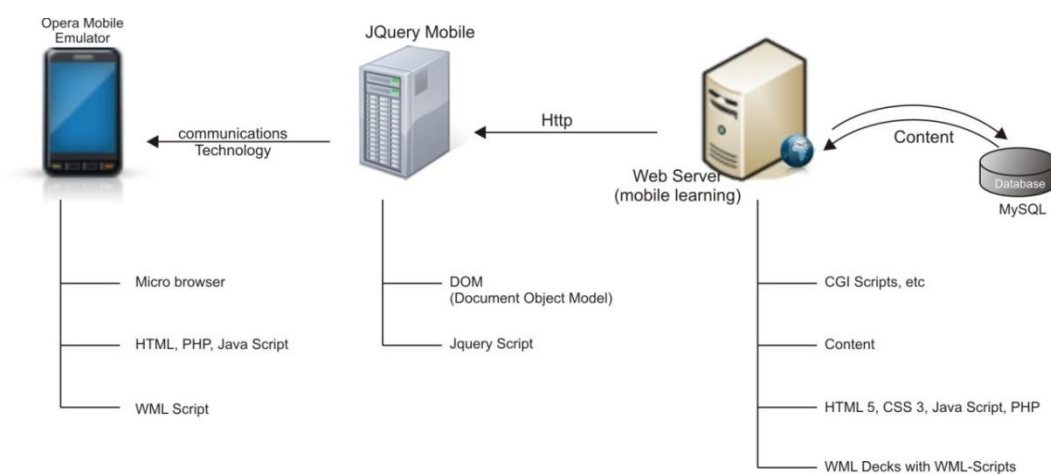 Opera Mobile
Emulator
JQuery Mobile
communications
Technology
Http
Web Server
(mobile learning)
Content
Database
MySQL
Micro browser
HTML, PHP, Java Script
WML Script
DOM
(Document Object Model)
Jquery Script
CGI Scripts, etc
Content
HTML 5, CSS 3, Java Script, PHP
WML Decks with WML-Scripts